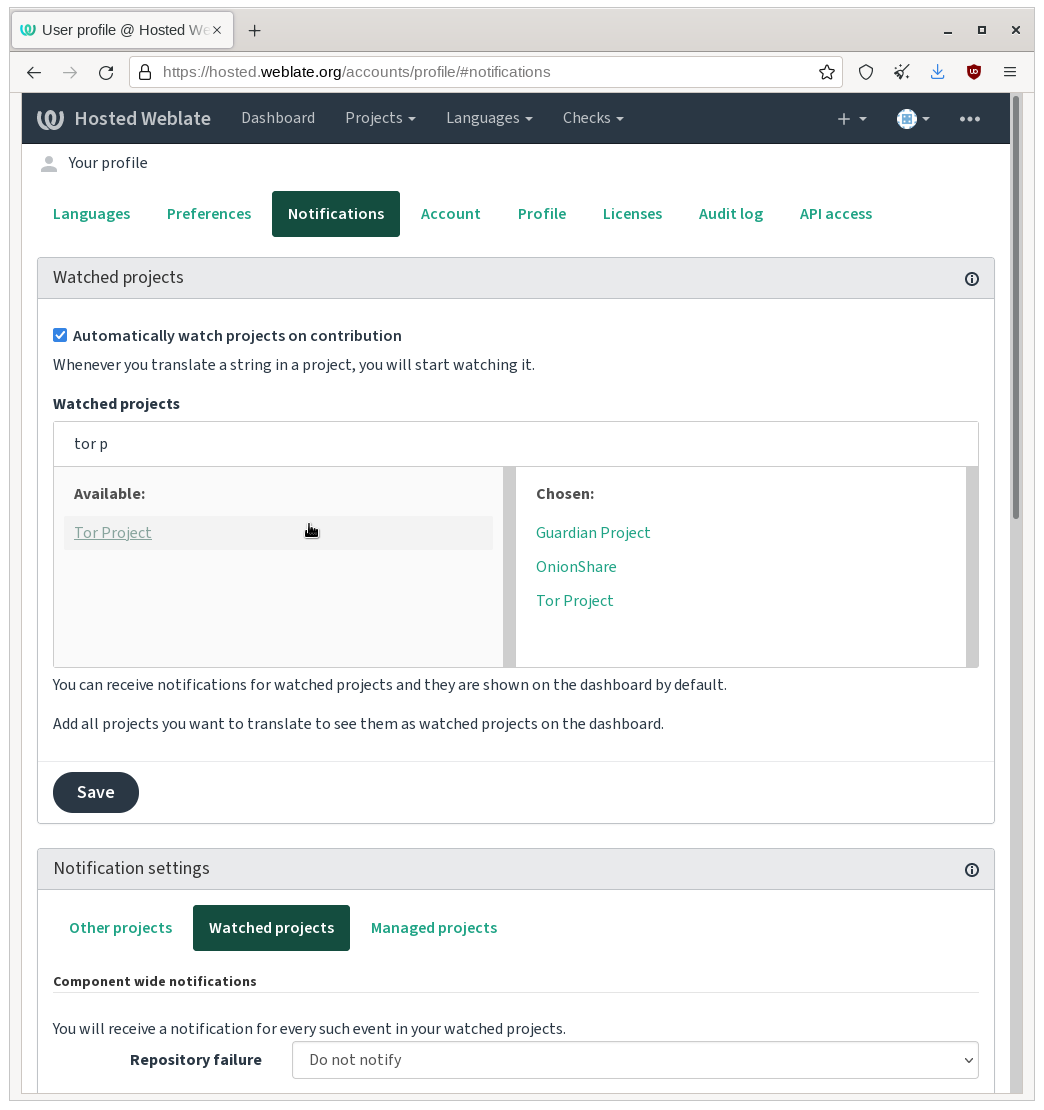 User profile @ Hosted We
https://hosted.weblate.org/accounts/profile/#notifications
Hosted Weblate Dashboard Projects Languages Checks
Your profile
Languages Preferences Notifications Account Profile Licenses Audit log API access
Watched projects
Automatically watch projects on contribution
Whenever you translate a string in a project, you will start watching it.
Watched projects
tor p
Available: Chosen:
Tor Project Guardian Project
OnionShare
Tor Project
You can receive notifications for watched projects and they are shown on the dashboard by default.
Add all projects you want to translate to see them as watched projects on the dashboard.
Save
Notification settings
Other projects Watched projects Managed projects
Component wide notifications
You will receive a notification for every such event in your watched projects.
Repository failure Do not notify